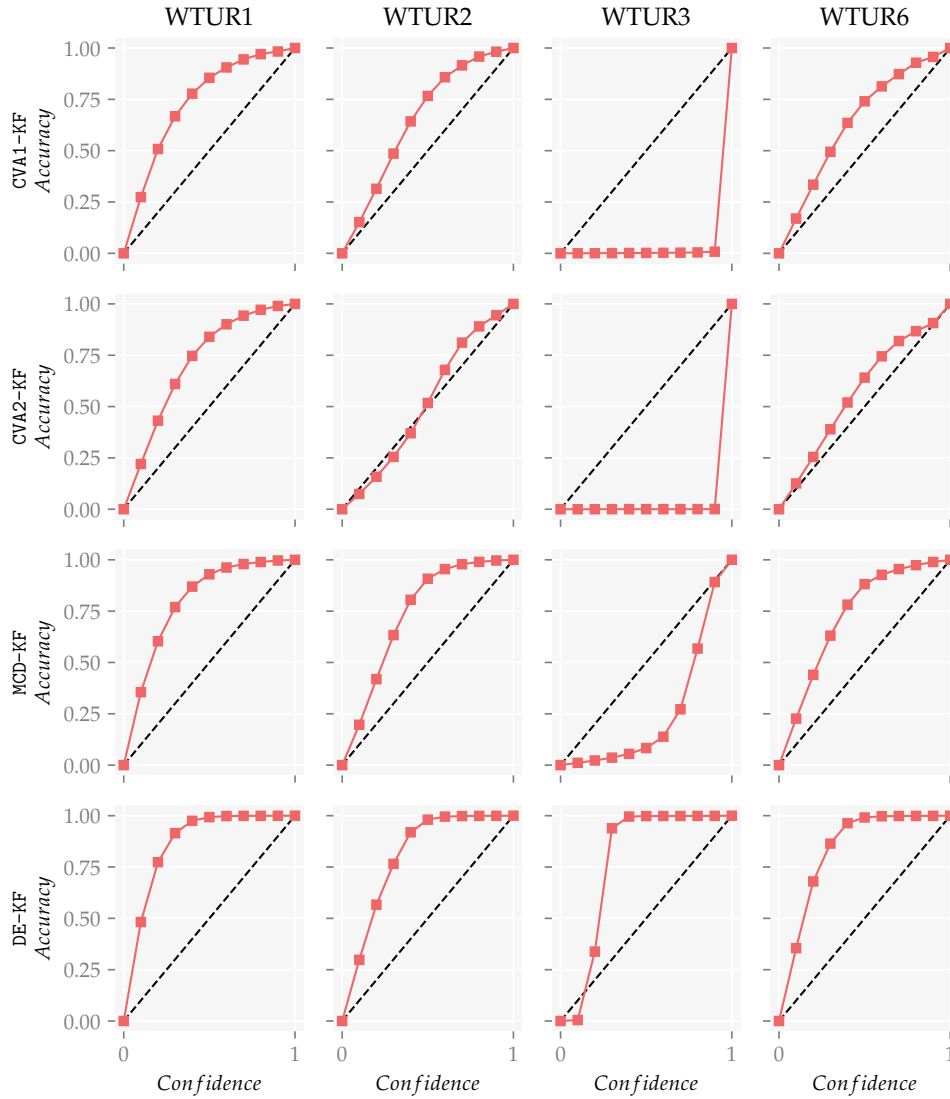 WTUR1 WTUR2 WTUR3 WTUR6
1.00
0.75
0.50
0.25
0.00
CVA1-KF
Accuracy
1.00
0.75
0.50
0.25
0.00
CVA2-KF
Accuracy
1.00
0.75
0.50
0.25
0.00
MCD-KF
Accuracy
1.00
0.75
0.50
0.25
0.00
DE-KF
Accuracy
0 1 0 1 0 1 0 1
Confidence Confidence Confidence Confidence